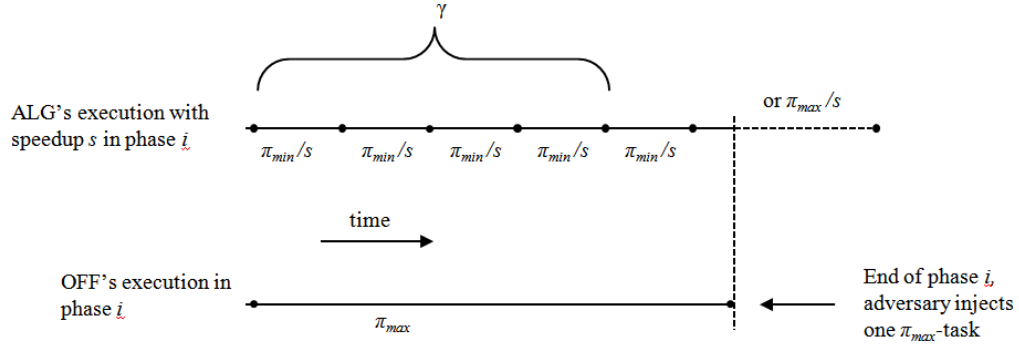 γ
ALG's execution with
speedup s in phase i
or πmax/s
πmin/s πmin/s πmin/s πmin/s πmin/s
time
OFF's execution in
phase i
πmax
End of phase i,
adversary injects
one πmax-task